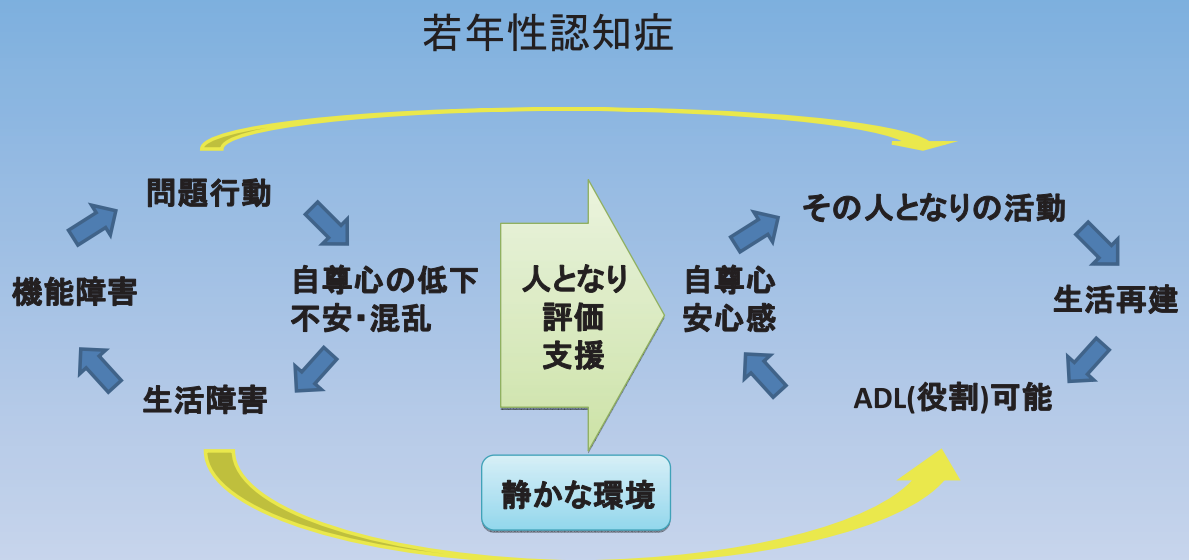 若年性認知症
問題行動
機能障害
自尊心の低下
不安・混乱
生活障害
人となり
評価
支援
静かな環境
その人となりの活動
自尊心
安心感
生活再建
ADL(役割)可能